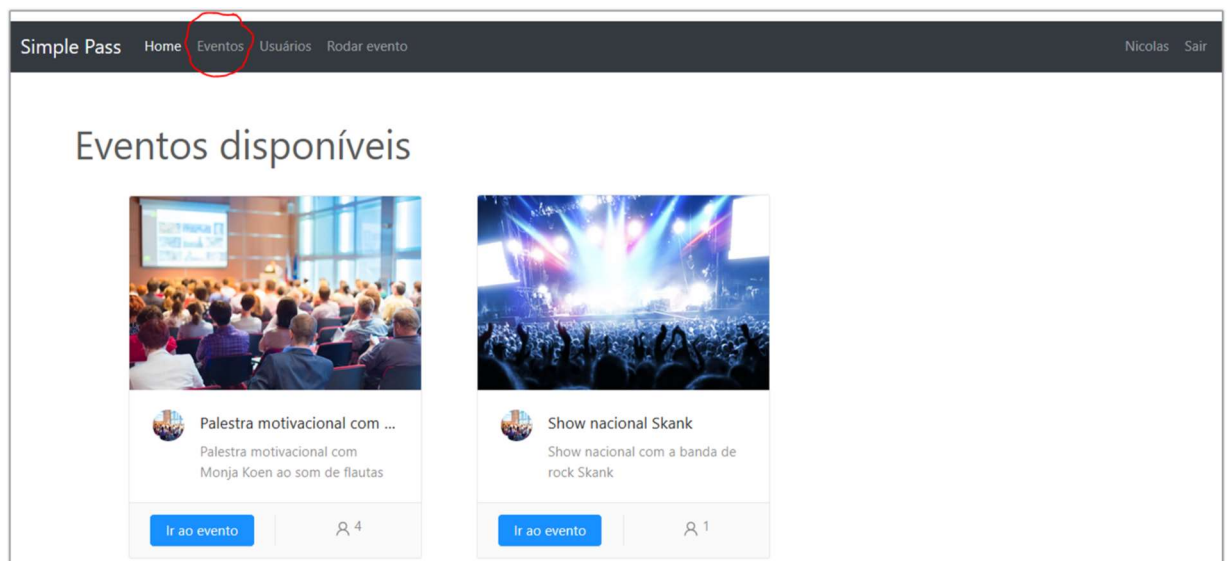 Simple Pass Home Eventos Usuários Rodar evento Nicolas Sair
Eventos disponíveis
Palestra motivacional com ...
Palestra motivacional com
Monja Koen ao som de flautas
Ir ao evento 4
Show nacional Skank
Show nacional com a banda de
rock Skank
Ir ao evento 1